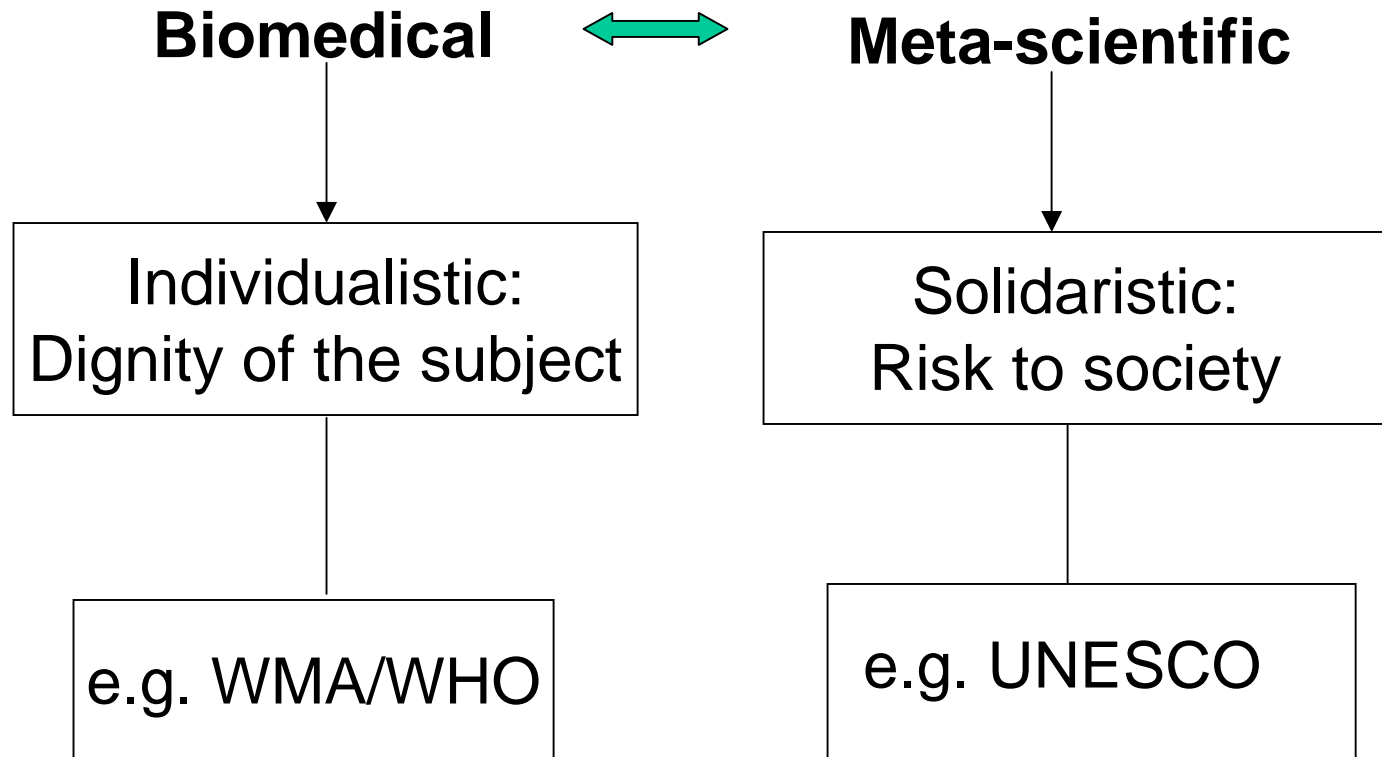 Biomedical
Meta-scientific
Individualistic:
Dignity of the subject
Solidaristic:
Risk to society
e.g. WMA/WHO
e.g. UNESCO